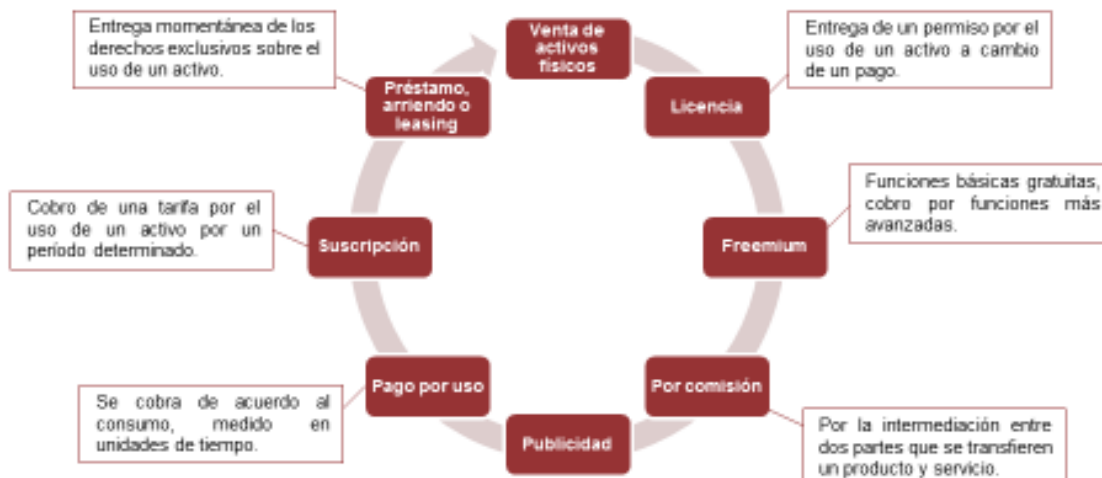 Entrega momentánea de los
derechos exclusivos sobre el
uso de un activo.
Venta de
activos
físicos
Entrega de un permiso por el
uso de un activo a cambio
de un pago.
Préstamo,
arriendo o
leasing
Licencia
Funciones básicas gratuitas,
cobro por funciones más
avanzadas.
Cobro de una tarifa por el
uso de un activo por un
período determinado.
Suscripción
Freemium
Pago por uso
Por comisión
Se cobra de acuerdo al
consumo, medido en
unidades de tiempo.
Publicidad
Por la intermediación entre
dos partes que se transfieren
un producto y servicio.